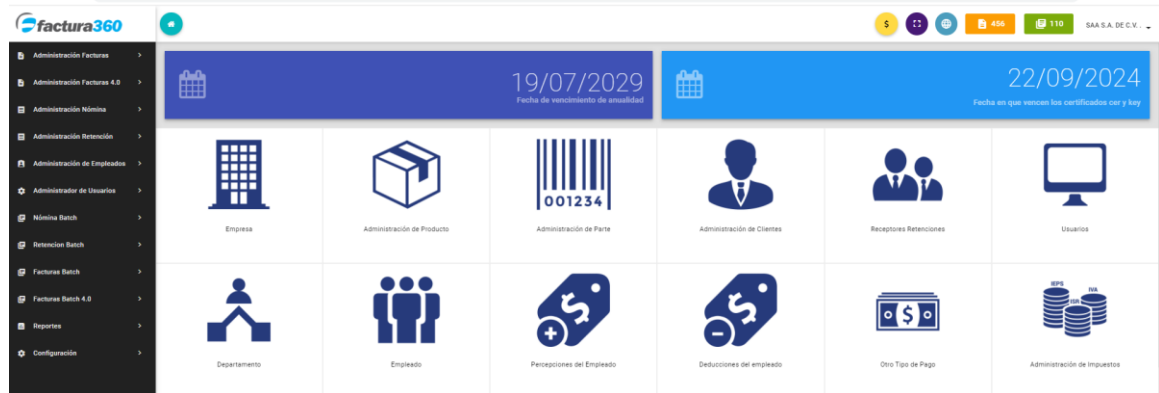 factura360
$
456
110
SAA S.A. DE C.V. .
Administración Facturas
Administración Facturas 4.0
Administración Nómina
Administración Retención
Administración de Empleados
Administrador de Usuarios
Nómina Batch
Retencion Batch
Facturas Batch
Facturas Batch 4.0
Reportes
Configuración
19/07/2029
Fecha de vencimiento de anualidad
22/09/2024
Fecha en que vencen los certificados cer y key
001234
Empresa
Administración de Producto
Administración de Parte
Administración de Clientes
Receptores Retenciones
Usuarios
$
$
$
IEPS
IVA
ISR
Departamento
Empleado
Percepciones del Empleado
Deducciones del empleado
Otro Tipo de Pago
Administración de Impuestos